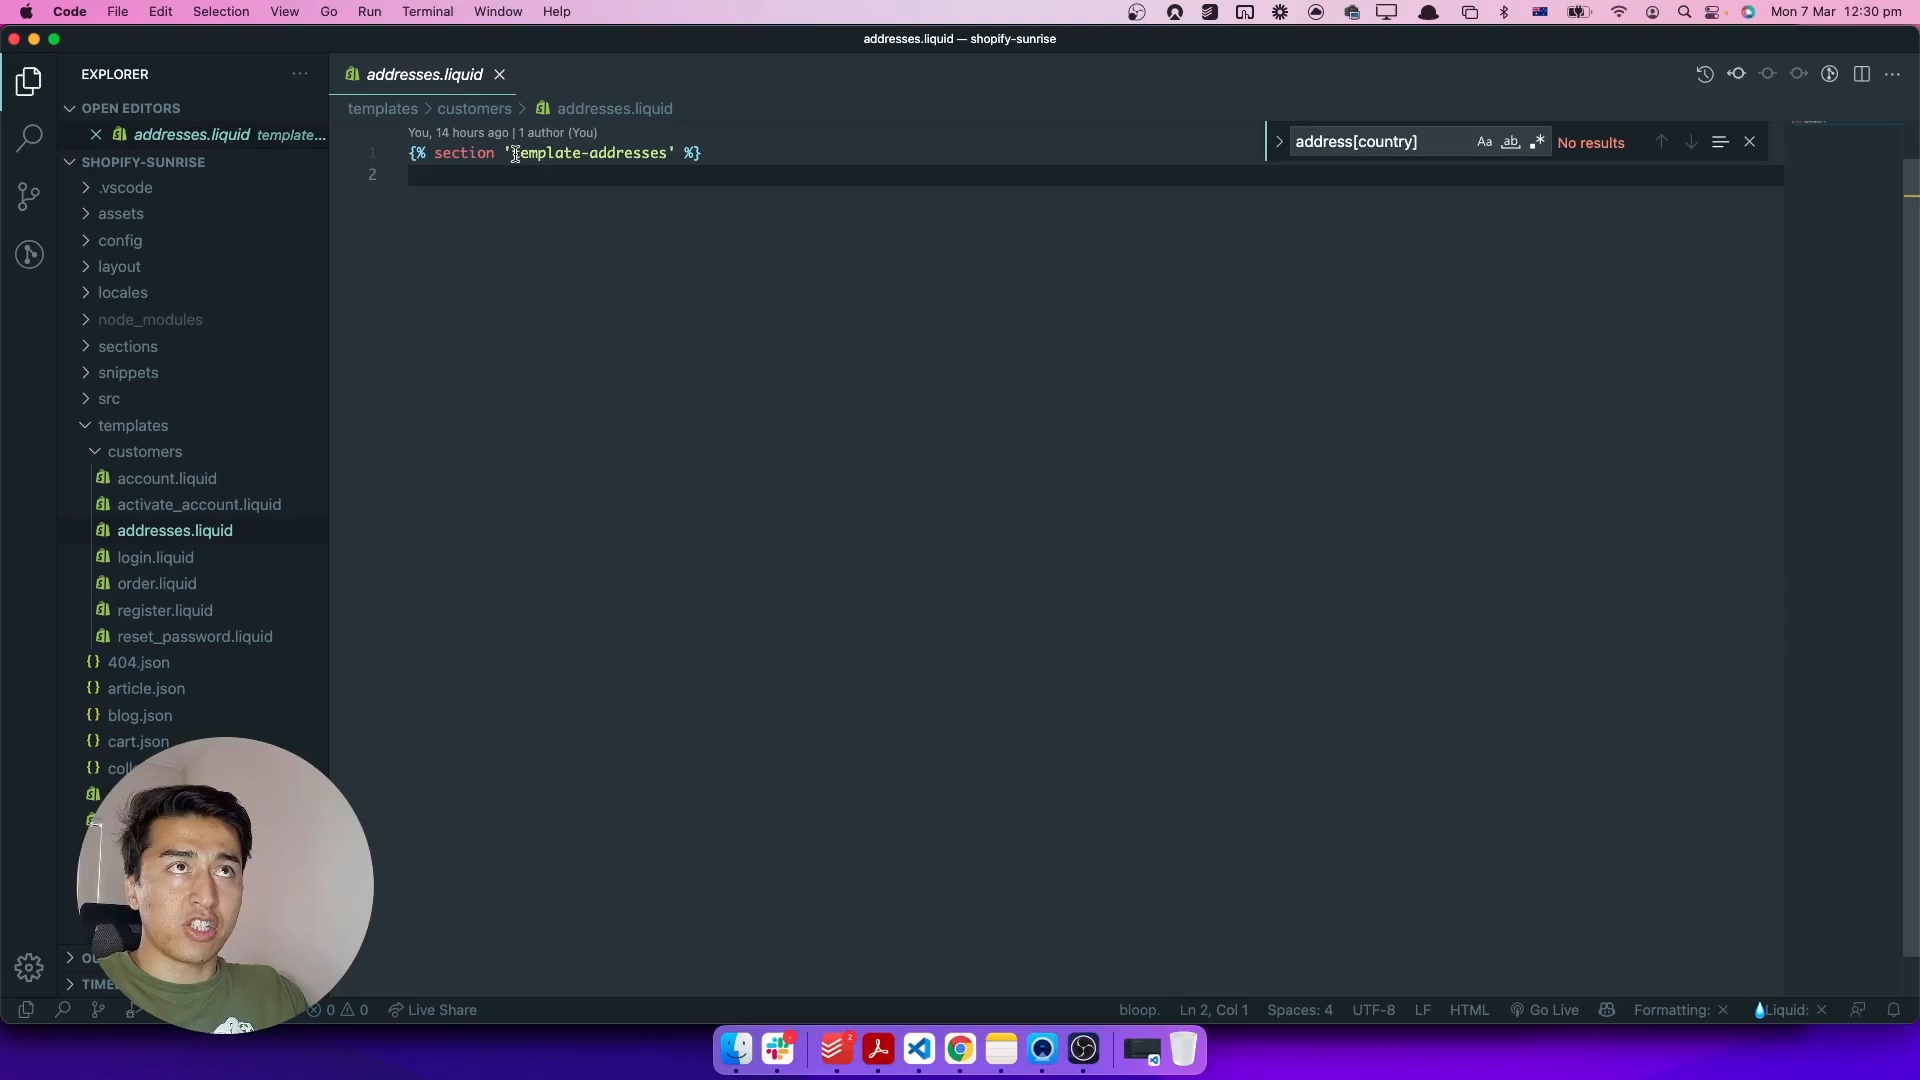 Code File Edit Selection View Go Run Terminal Window Help
Mon 7 Mar 12:30 pm
addresses.liquid — shopify-sunrise
EXPLORER
OPEN EDITORS
addresses.liquid template...
SHOPIFY-SUNRISE
.vscode
assets
config
layout
locales
node_modules
sections
snippets
src
templates
customers
account.liquid
activate_account.liquid
addresses.liquid
login.liquid
order.liquid
register.liquid
reset_password.liquid
404.json
article.json
blog.json
cart.json
addresses.liquid
templates > customers > addresses.liquid
You, 14 hours ago | 1 author (You)
1 {% section 'template-addresses' %}
2
address[country] Aa ab No results
0 0 Live Share
bloop. Ln 2, Col 1 Spaces: 4 UTF-8 LF HTML Go Live Formatting: Liquid:
2